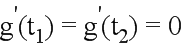 g'(t₁) = g'(t₂) = 0